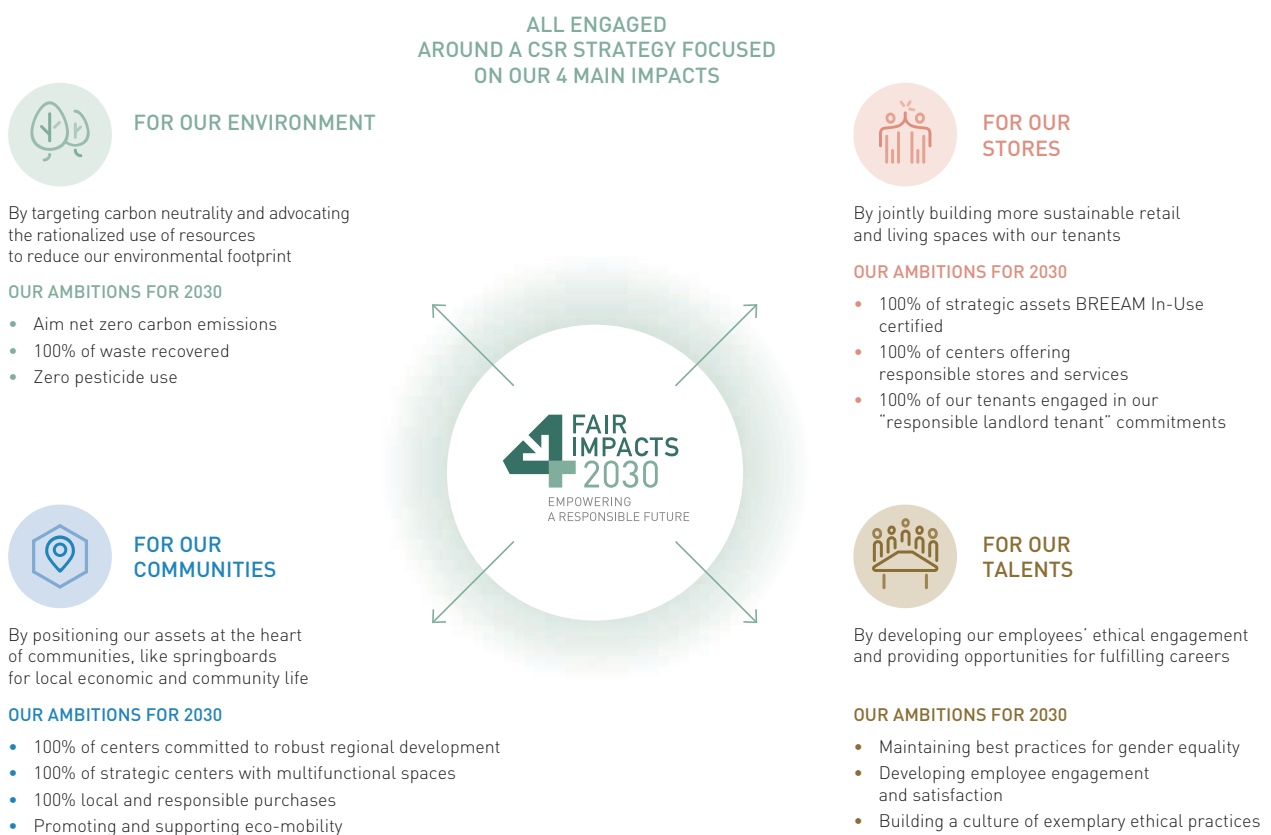 ALL ENGAGED
AROUND A CSR STRATEGY FOCUSED
ON OUR 4 MAIN IMPACTS
FOR OUR ENVIRONMENT
By targeting carbon neutrality and advocating
the rationalized use of resources
to reduce our environmental footprint
OUR AMBITIONS FOR 2030
• Aim net zero carbon emissions
• 100% of waste recovered
• Zero pesticide use
FOR OUR
STORES
By jointly building more sustainable retail
and living spaces with our tenants
OUR AMBITIONS FOR 2030
• 100% of strategic assets BREEAM In-Use
certified
• 100% of centers offering
responsible stores and services
• 100% of our tenants engaged in our
“responsible landlord tenant” commitments
4 FAIR
IMPACTS
2030
EMPOWERING
A RESPONSIBLE FUTURE
FOR OUR
COMMUNITIES
By positioning our assets at the heart
of communities, like springboards
for local economic and community life
OUR AMBITIONS FOR 2030
• 100% of centers committed to robust regional development
• 100% of strategic centers with multifunctional spaces
• 100% local and responsible purchases
• Promoting and supporting eco-mobility
FOR OUR
TALENTS
By developing our employees’ ethical engagement
and providing opportunities for fulfilling careers
OUR AMBITIONS FOR 2030
• Maintaining best practices for gender equality
• Developing employee engagement
and satisfaction
• Building a culture of exemplary ethical practices